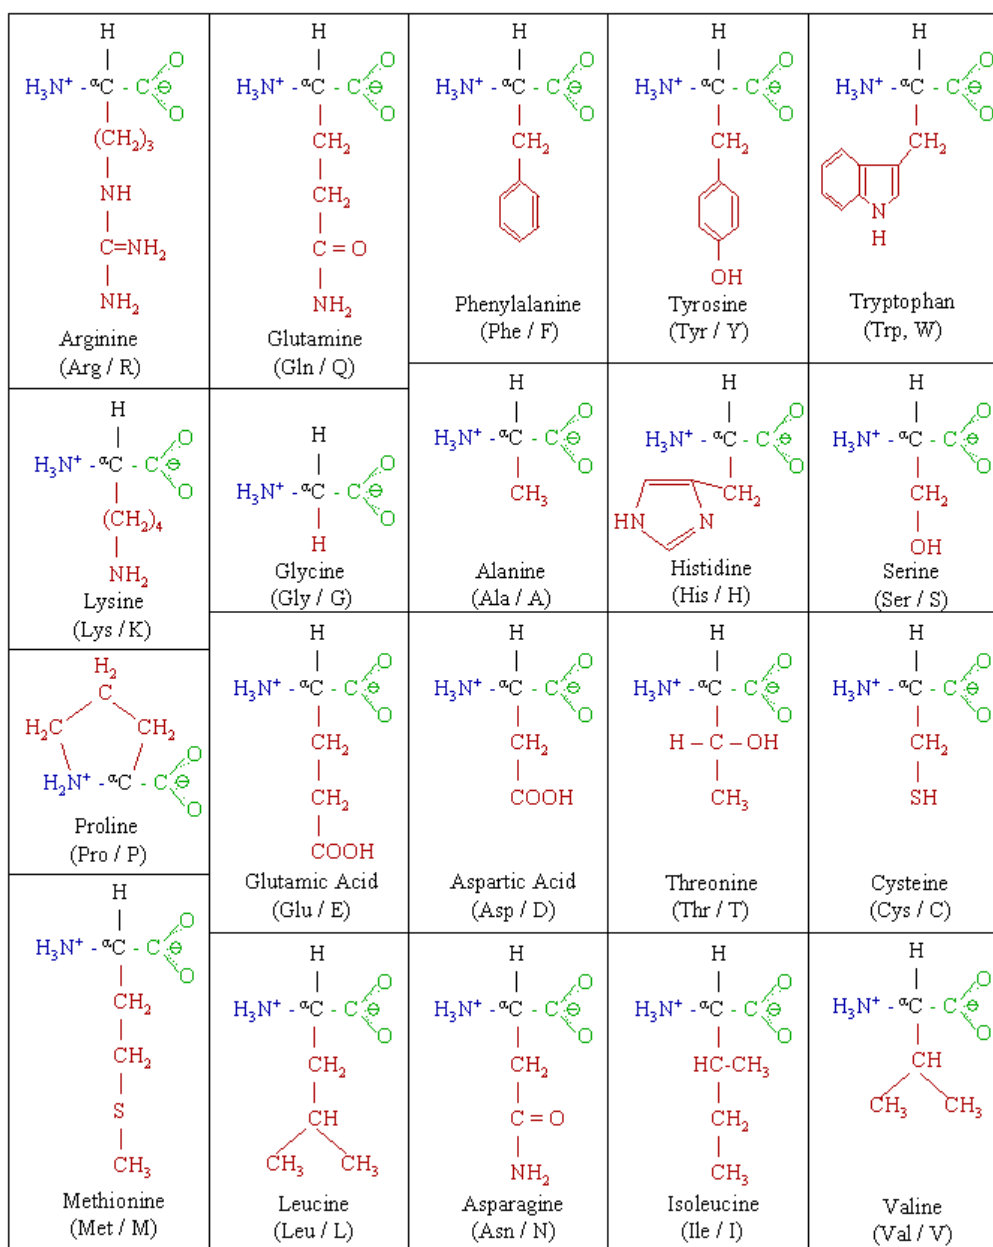 H
O
H₃N⁺ - αC - C ⊖
O
(CH₂)₃
NH
C=NH₂
NH₂
Arginine
(Arg / R)
H
O
H₃N⁺ - αC - C ⊖
O
CH₂
CH₂
C = O
NH₂
Glutamine
(Gln / Q)
H
O
H₃N⁺ - αC - C ⊖
O
CH₂
Phenylalanine
(Phe / F)
H
O
H₃N⁺ - αC - C ⊖
O
CH₂
OH
Tyrosine
(Tyr / Y)
H
O
H₃N⁺ - αC - C ⊖
O
CH₂
N
H
Tryptophan
(Trp, W)
H
O
H₃N⁺ - αC - C ⊖
O
(CH₂)₄
NH₂
Lysine
(Lys / K)
H
O
H₃N⁺ - αC - C ⊖
O
H
Glycine
(Gly / G)
H
O
H₃N⁺ - αC - C ⊖
O
CH₃
Alanine
(Ala / A)
H
O
H₃N⁺ - αC - C ⊖
O
CH₂
HN N
Histidine
(His / H)
H
O
H₃N⁺ - αC - C ⊖
O
CH₂
OH
Serine
(Ser / S)
H₂
C
H₂C CH₂
O
H₂N⁺ - αC - C ⊖
O
Proline
(Pro / P)
H
O
H₃N⁺ - αC - C ⊖
O
CH₂
CH₂
COOH
Glutamic Acid
(Glu / E)
H
O
H₃N⁺ - αC - C ⊖
O
CH₂
COOH
Aspartic Acid
(Asp / D)
H
O
H₃N⁺ - αC - C ⊖
O
H – C – OH
CH₃
Threonine
(Thr / T)
H
O
H₃N⁺ - αC - C ⊖
O
CH₂
SH
Cysteine
(Cys / C)
H
O
H₃N⁺ - αC - C ⊖
O
CH₂
CH₂
S
CH₃
Methionine
(Met / M)
H
O
H₃N⁺ - αC - C ⊖
O
CH₂
CH
CH₃ CH₃
Leucine
(Leu / L)
H
O
H₃N⁺ - αC - C ⊖
O
CH₂
C = O
NH₂
Asparagine
(Asn / N)
H
O
H₃N⁺ - αC - C ⊖
O
HC-CH₃
CH₂
CH₃
Isoleucine
(Ile / I)
H
O
H₃N⁺ - αC - C ⊖
O
CH
CH₃ CH₃
Valine
(Val / V)